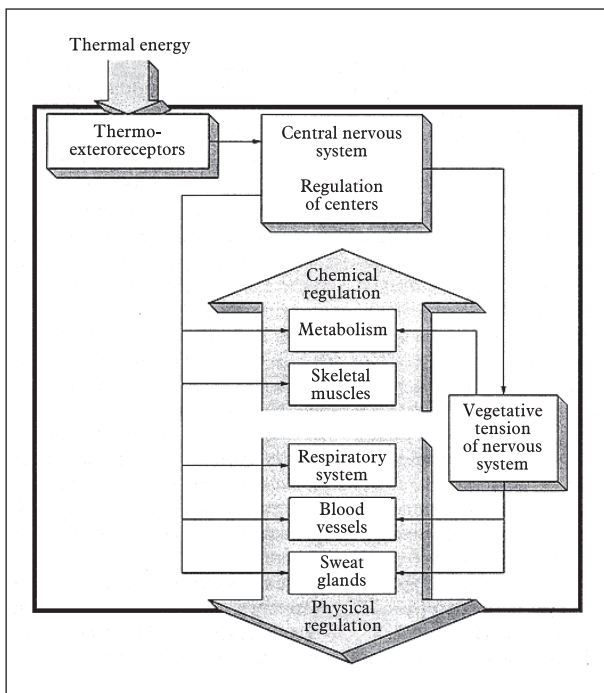 Thermal energy
Thermo-
exteroreceptors
Central nervous
system
Regulation
of centers
Chemical
regulation
Metabolism
Skeletal
muscles
Vegetative
tension
of nervous
system
Respiratory
system
Blood
vessels
Sweat
glands
Physical
regulation